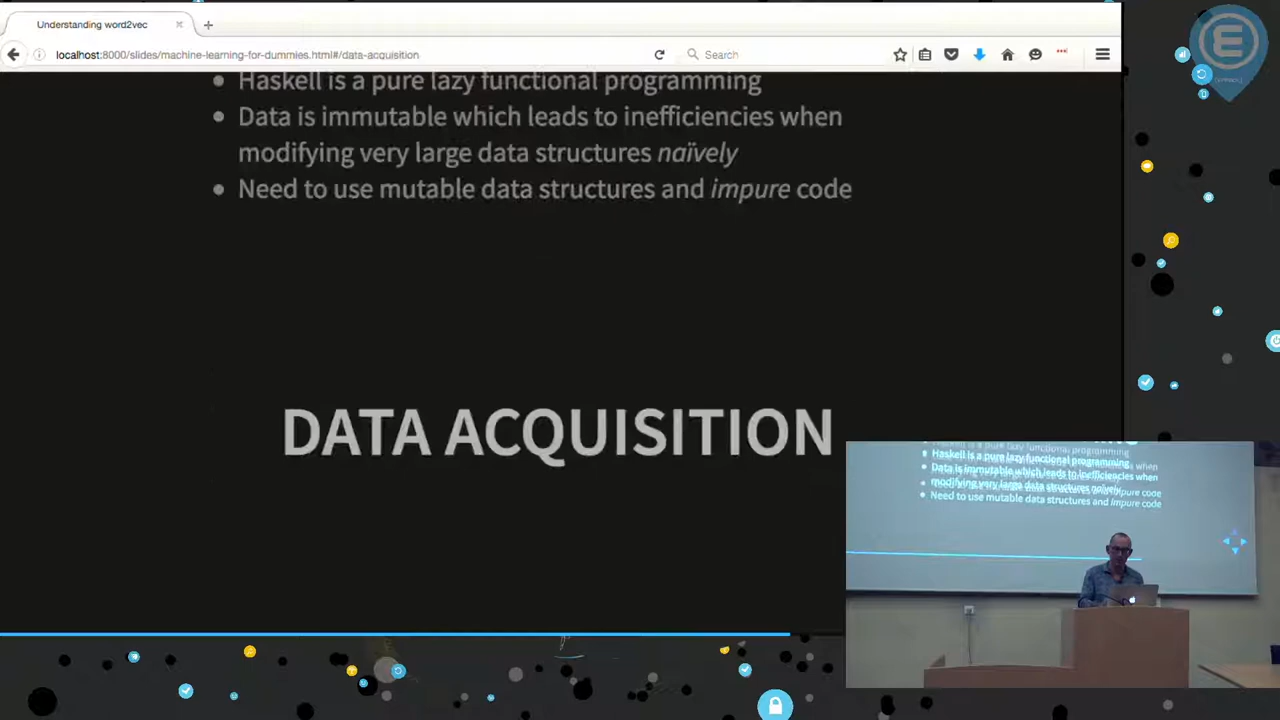 Understanding word2vec
localhost:8000/slides/machine-learning-for-dummies.html#/data-acquisition
Search
Haskell is a pure lazy functional programming
Data is immutable which leads to inefficiencies when
modifying very large data structures naïvely
Need to use mutable data structures and impure code
DATA ACQUISITION
Haskell is a pure lazy functional programming
Data is immutable which leads to inefficiencies when
modifying very large data structures naïvely
Need to use mutable data structures and impure code